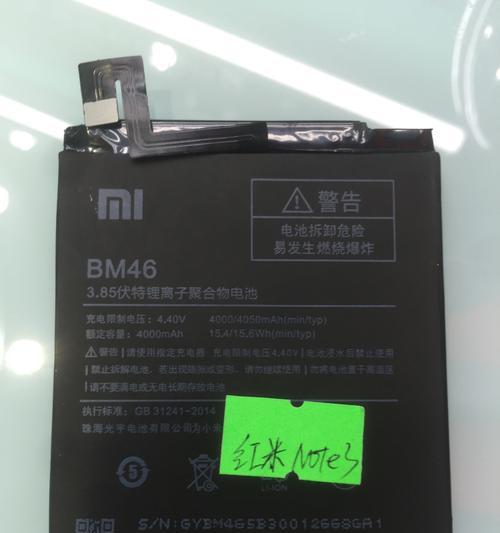 MI
警告
电池拆卸危险
易发生燃烧爆炸
BM46
3.85伏特锂离子聚合物电池
充电限制电压：4.40V 4000/4050mAh(min/typ)
额定容量：4000mAh 15.4/15.6Wh(min/typ)
警告｜请使用指定充电器｜充电限制电压4.40V｜电池浸水后禁止使用
禁止拆解电池｜如遇鼓胀或变形，请勿继续使用｜勿将电池置于高温区
请不要满电或无电长期存放电池
执行标准：GB 31241-2014
珠海光宇电池有限公司为小米
红米Note3
5
LI-ION
S/N:GYBM465B30012668GA1